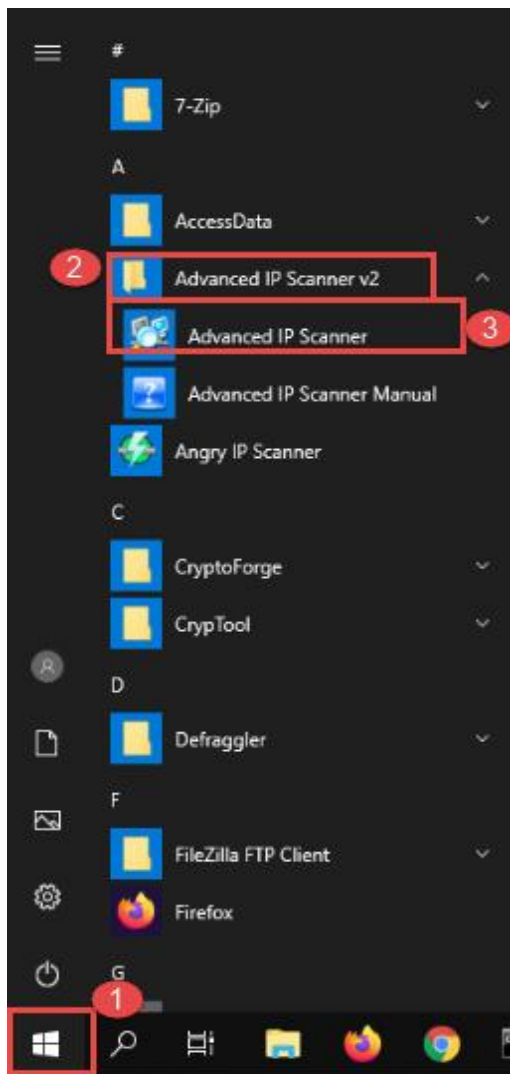 #
7-Zip
A
AccessData
2
Advanced IP Scanner v2
Advanced IP Scanner
3
Advanced IP Scanner Manual
Angry IP Scanner
C
CryptoForge
CrypTool
D
Defraggler
F
FileZilla FTP Client
Firefox
G
1